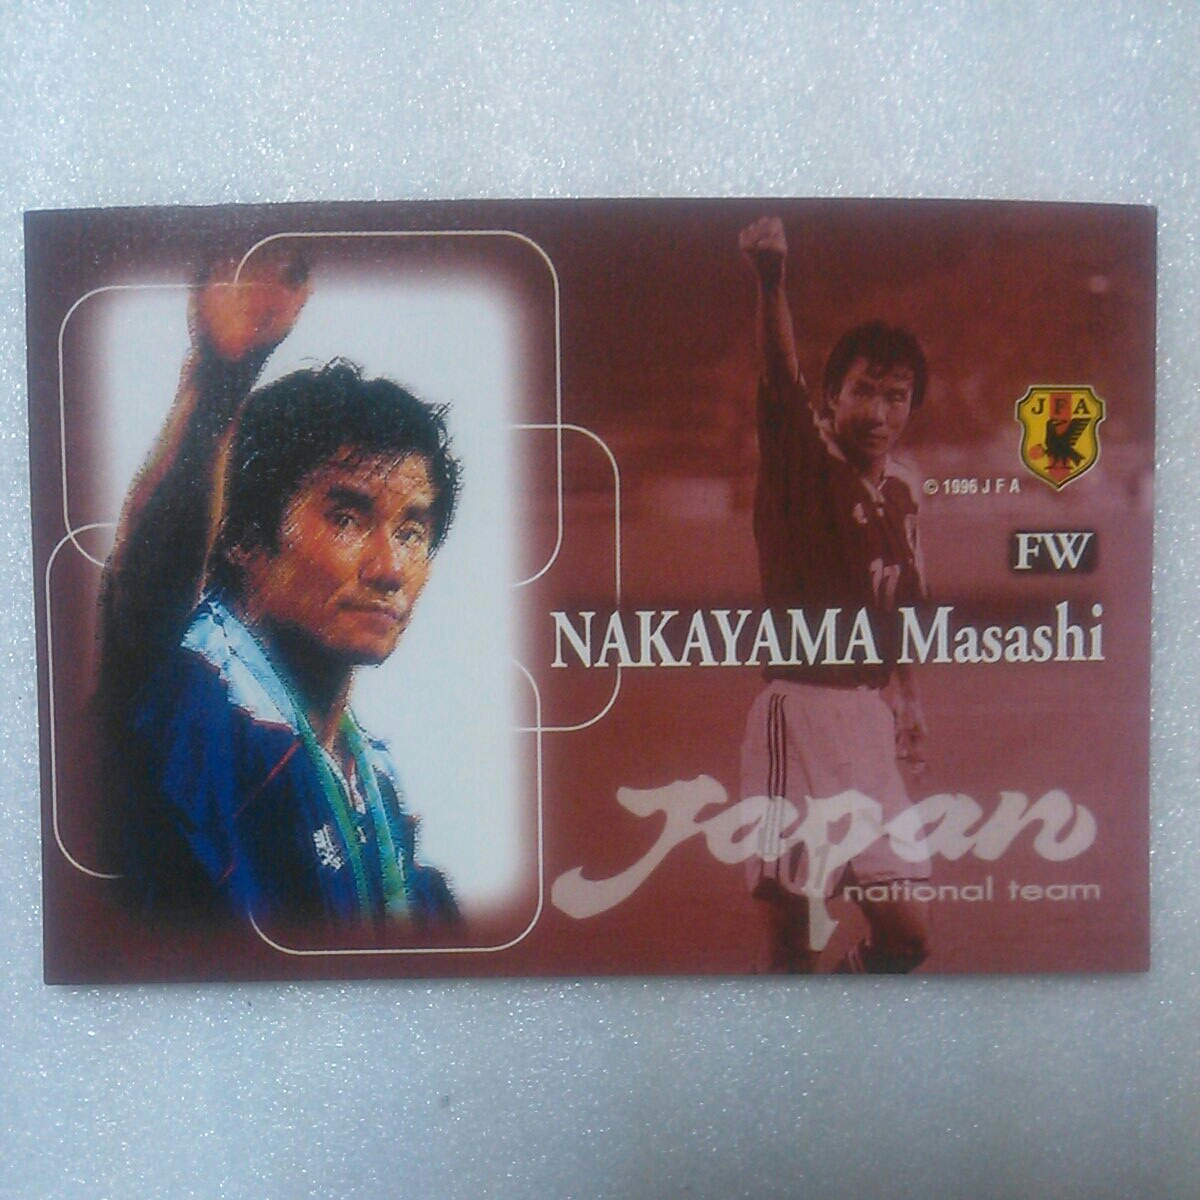 JFA
© 1996 J F A
FW
NAKAYAMA Masashi
Japan
national team